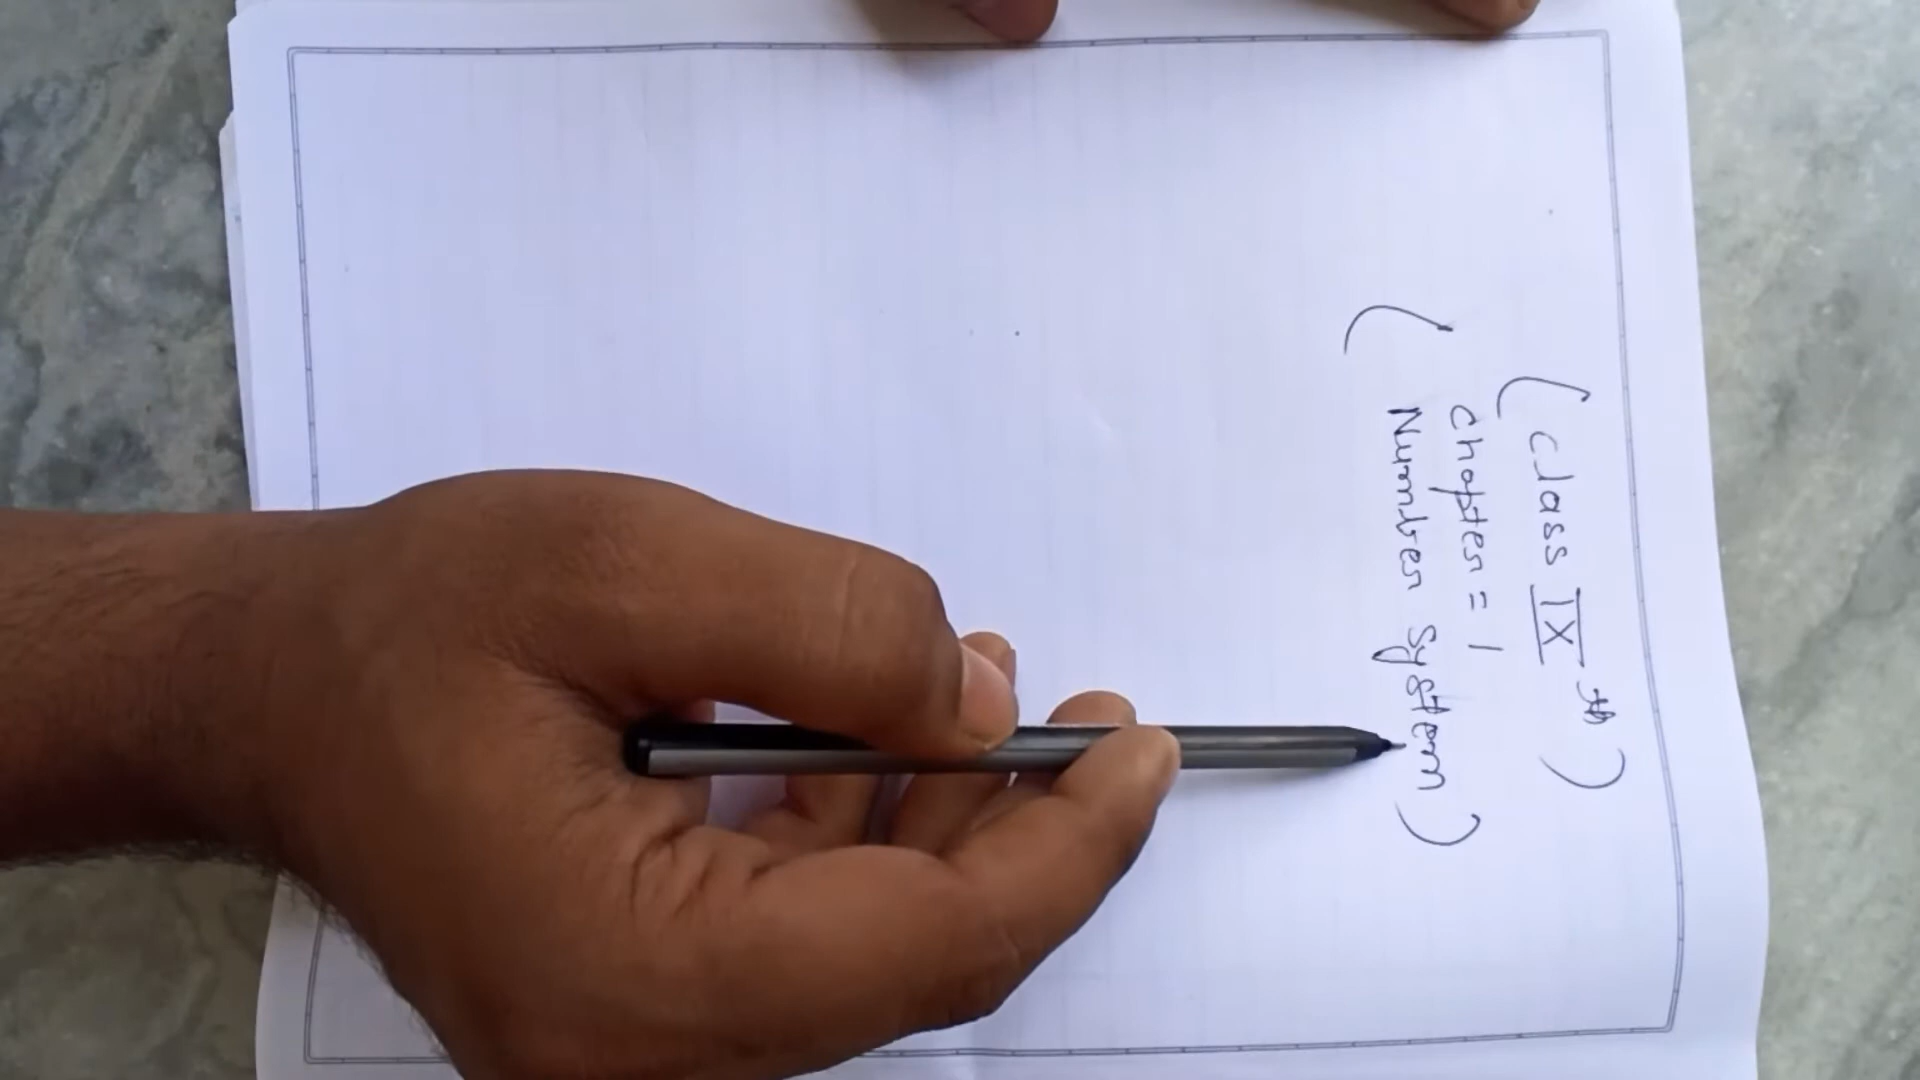 (Class IX th)
Chapter = 1
(Number System)